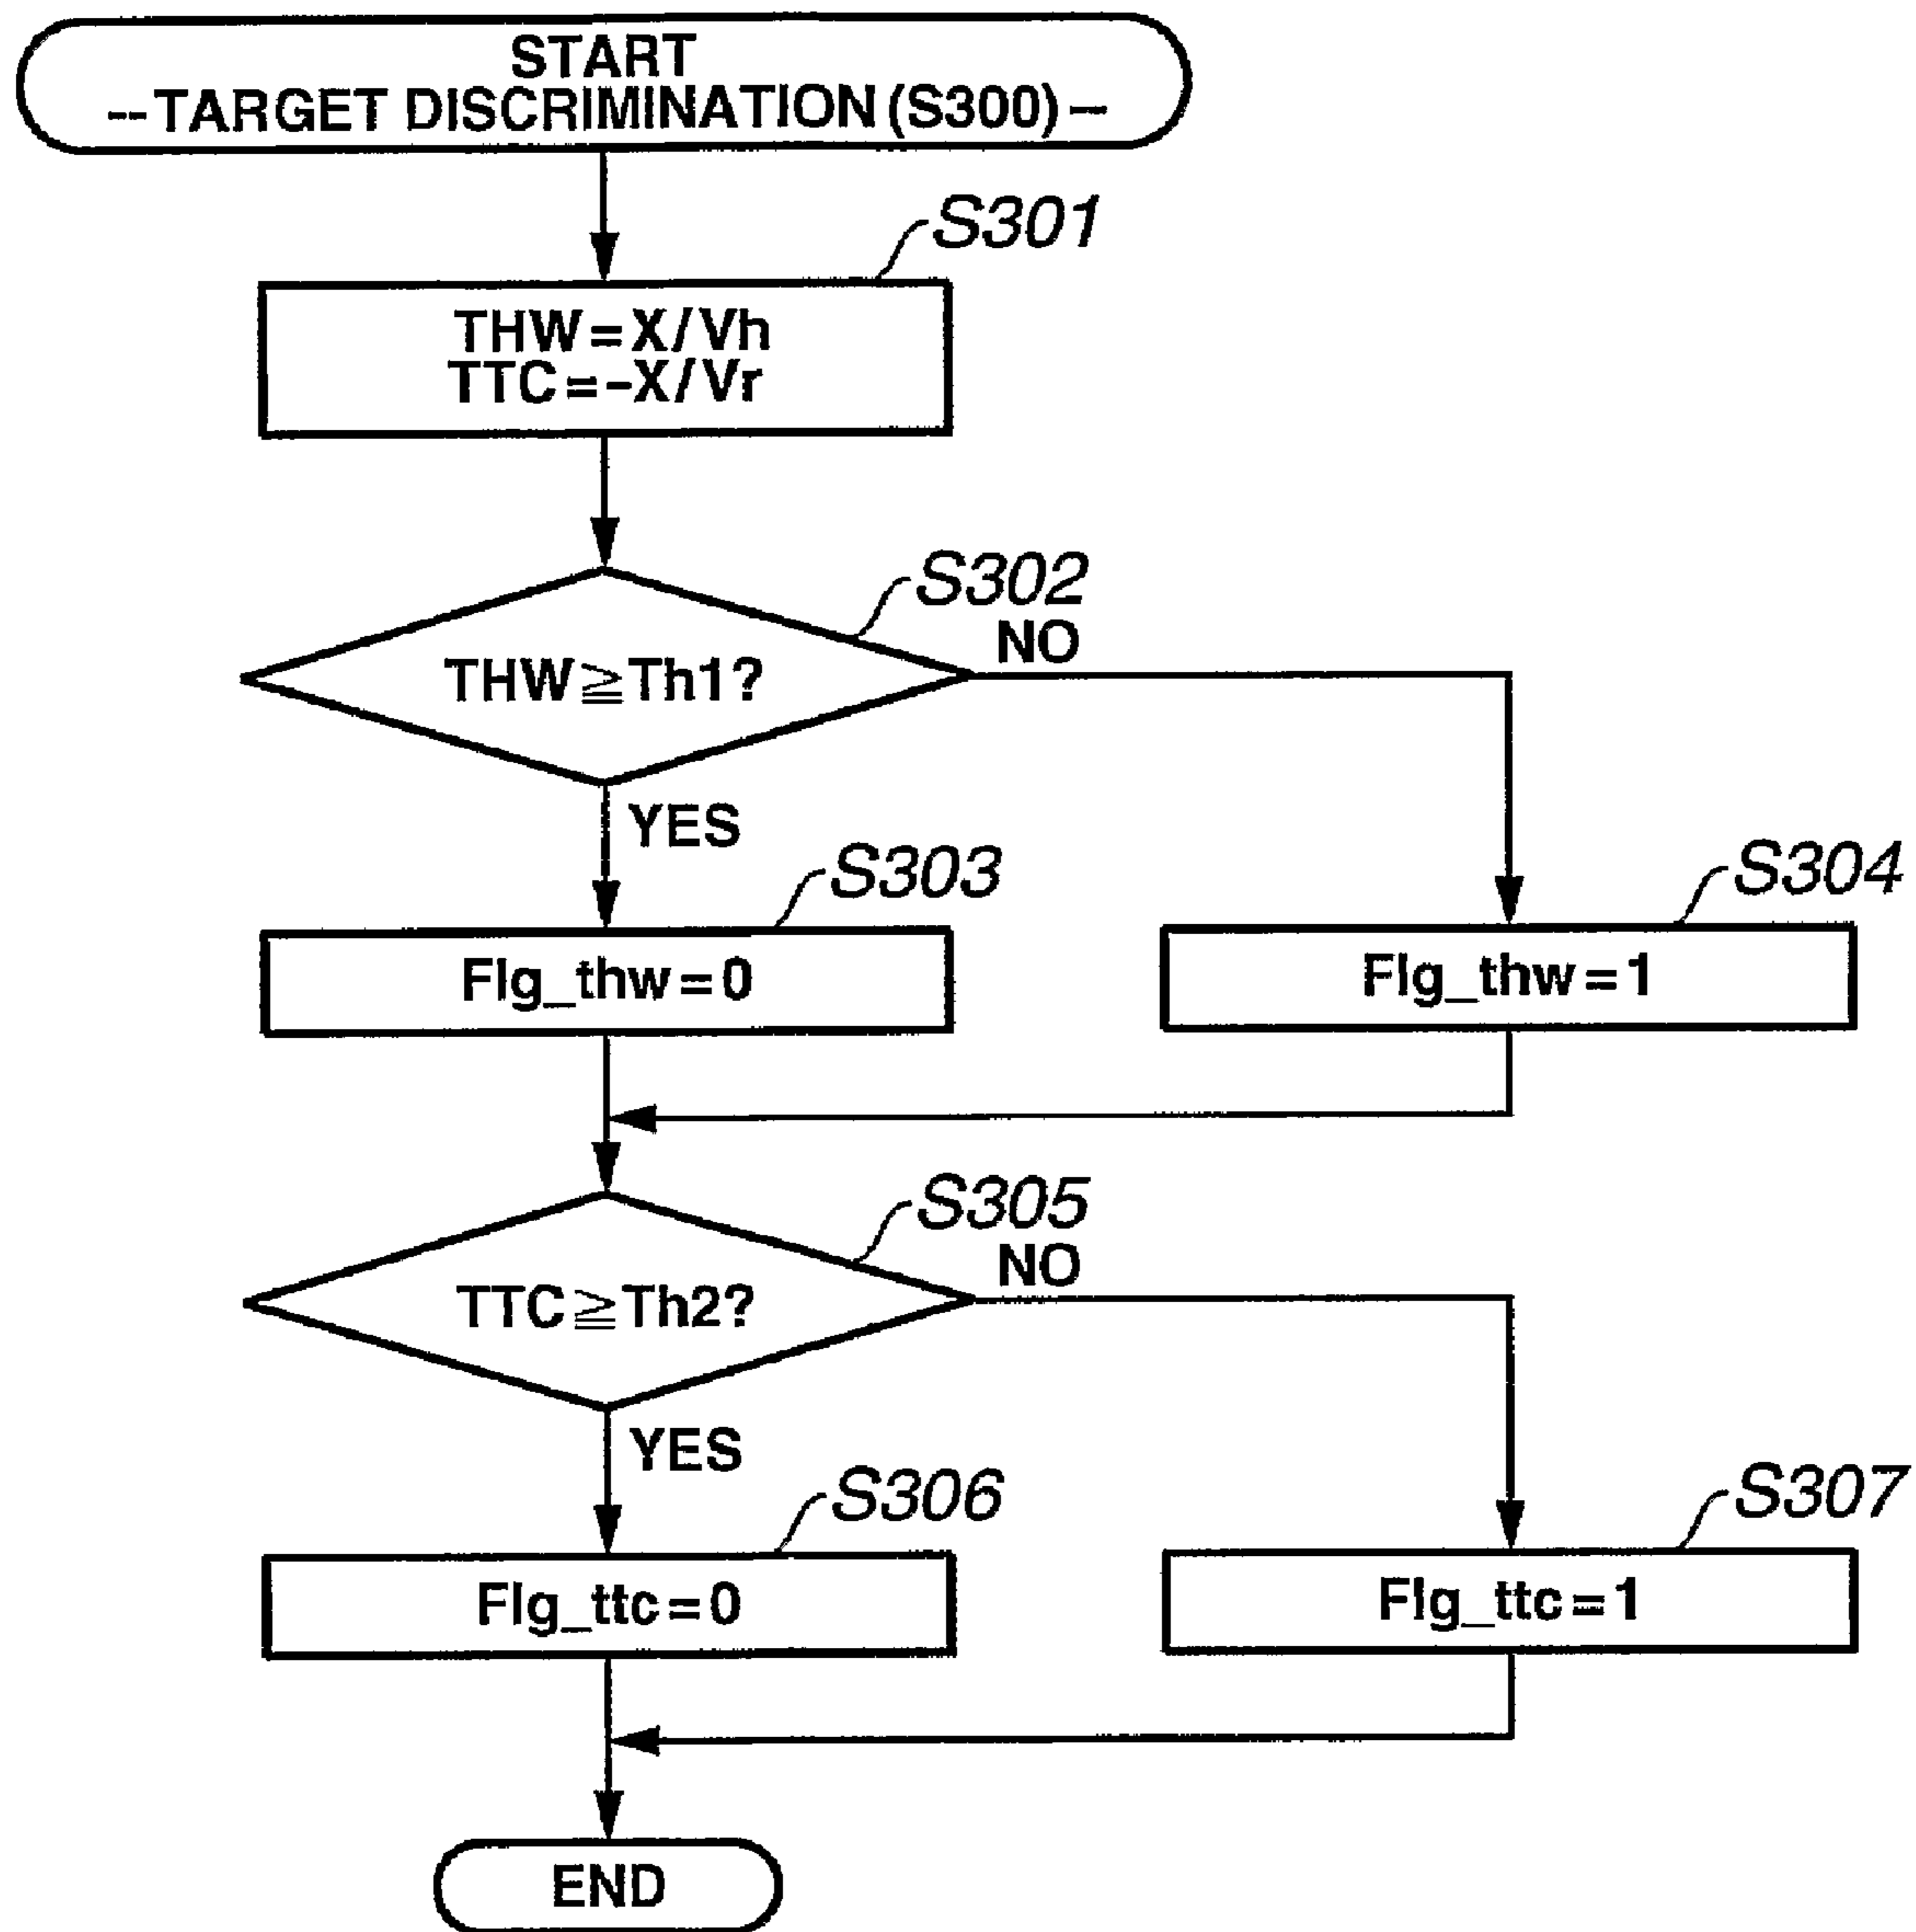 START
--TARGET DISCRIMINATION (S300)–
S301
THW=X/Vh
TTC=-X/Vr
S302
NO
THW≧Th1?
YES
S303
S304
Flg_thw=0
Flg_thw=1
S305
NO
TTC≧Th2?
YES
S306
S307
Flg_ttc=0
Flg_ttc=1
END